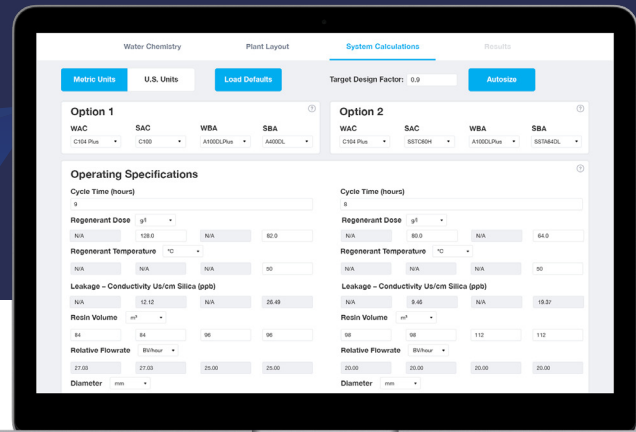 Water Chemistry Plant Layout System Calculations Results
Metric Units U.S. Units Load Defaults Target Design Factor: 0.9 Autosize
Option 1
WAC SAC WBA SBA
C104 Plus C100 A100DLPlus A400DL
Option 2
WAC SAC WBA SBA
C104 Plus SSTC60H A100DLPlus SSTA64DL
Operating Specifications
Cycle Time (hours)
9
Regenerant Dose g/l
N/A 128.0 N/A 82.0
Regenerant Temperature °C
N/A N/A N/A 50
Leakage – Conductivity Us/cm Silica (ppb)
N/A 12.12 N/A 26.49
Resin Volume m³
84 84 96 96
Relative Flowrate BV/hour
27.03 27.03 25.00 25.00
Diameter mm
Cycle Time (hours)
8
Regenerant Dose g/l
N/A 80.0 N/A 64.0
Regenerant Temperature °C
N/A N/A N/A 50
Leakage – Conductivity Us/cm Silica (ppb)
N/A 9.46 N/A 19.37
Resin Volume m³
98 98 112 112
Relative Flowrate BV/hour
20.00 20.00 20.00 20.00
Diameter mm